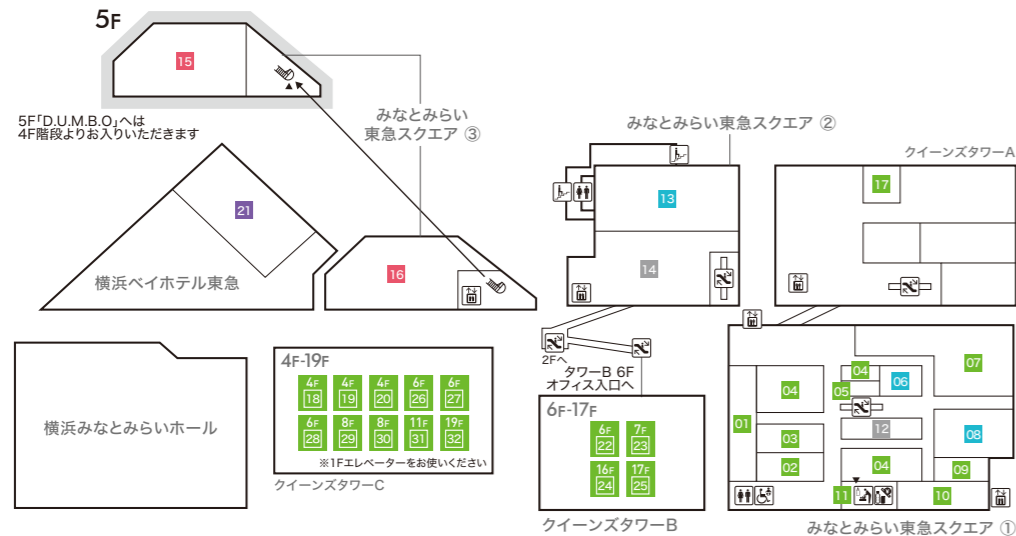 5F
15
5F「D.U.M.B.O」へは
4F階段よりお入りいただきます
みなとみらい
東急スクエア ③
みなとみらい東急スクエア ②
クイーンズタワーA
21
横浜ベイホテル東急
16
13
14
17
2Fへ
タワーB 6F
オフィス入口へ
横浜みなとみらいホール
4F-19F
4F 4F 4F 6F 6F
18 19 20 26 27
6F 8F 8F 11F 19F
28 29 30 31 32
※1Fエレベーターをお使いください
クイーンズタワーC
6F-17F
6F 7F
22 23
16F 17F
24 25
クイーンズタワーB
07
04
06
04
05
01
12
03
08
02
04
09
11
10
みなとみらい東急スクエア ①